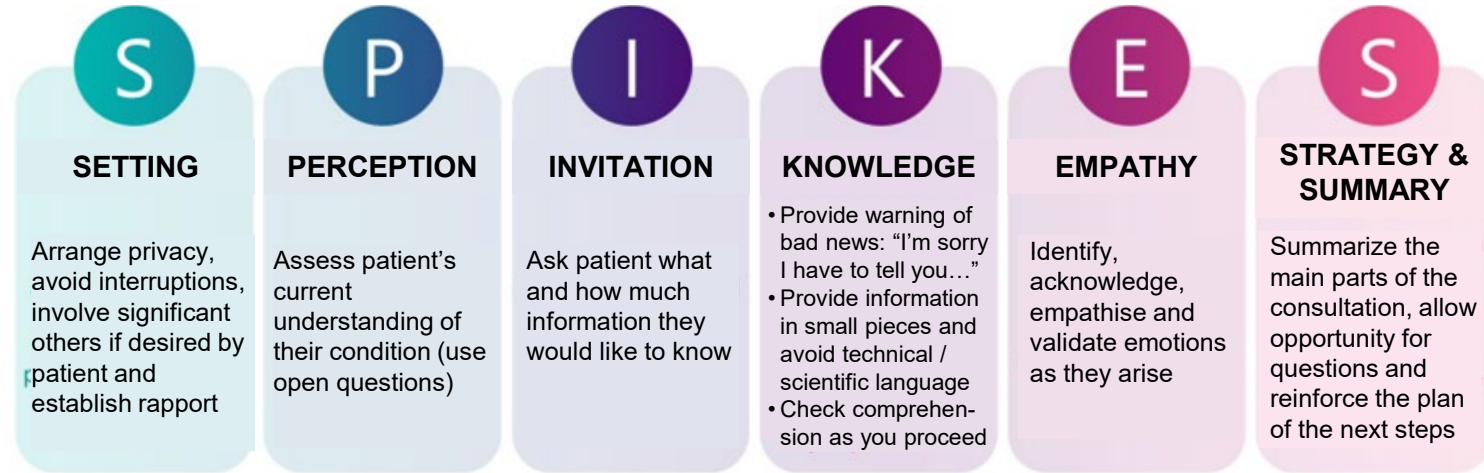 S
SETTING
Arrange privacy,
avoid interruptions,
involve significant
others if desired by
patient and
establish rapport
P
PERCEPTION
Assess patient’s
current
understanding of
their condition (use
open questions)
I
INVITATION
Ask patient what
and how much
information they
would like to know
K
KNOWLEDGE
• Provide warning of
bad news: “I’m sorry
I have to tell you…”
• Provide information
in small pieces and
avoid technical /
scientific language
• Check comprehen-
sion as you proceed
E
EMPATHY
Identify,
acknowledge,
empathise and
validate emotions
as they arise
S
STRATEGY &
SUMMARY
Summarize the
main parts of the
consultation, allow
opportunity for
questions and
reinforce the plan
of the next steps